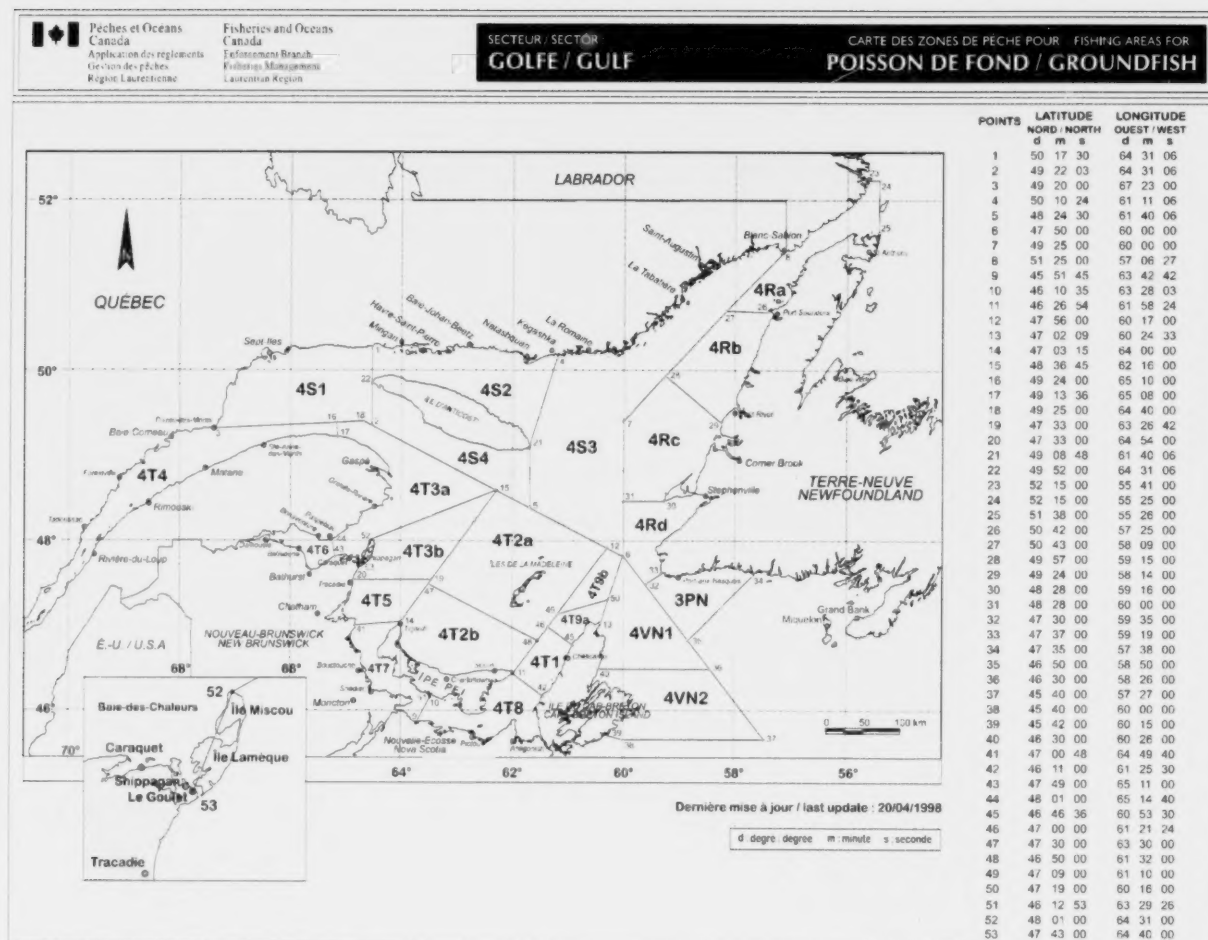 Pêches et Océans
Canada
Application des règlements
Gestion des pêches
Région Laurentienne
Fisheries and Oceans
Canada
Enforcement Branch
Fisheries Management
Laurentian Region
SECTEUR / SECTOR
GOLFE / GULF
CARTE DES ZONES DE PÊCHE POUR FISHING AREAS FOR
POISSON DE FOND / GROUNDFISH
POINTS LATITUDE LONGITUDE
NORD / NORTH OUEST / WEST
d m s d m s
1 50 17 30 64 31 06
2 49 22 03 64 31 06
3 49 20 00 67 23 00
4 50 10 24 61 11 06
5 48 24 30 61 40 06
6 47 50 00 60 00 00
7 49 25 00 60 00 00
8 51 25 00 57 06 27
9 45 51 45 63 42 42
10 46 10 35 63 28 03
11 46 26 54 61 58 24
12 47 56 00 60 17 00
13 47 02 09 60 24 33
14 47 03 15 64 00 00
15 48 36 45 62 16 00
16 49 24 00 65 10 00
17 49 13 36 65 08 00
18 49 25 00 64 40 00
19 47 33 00 63 26 42
20 47 33 00 64 54 00
21 49 08 48 61 40 06
22 49 52 00 64 31 06
23 52 15 00 55 41 00
24 52 15 00 55 25 00
25 51 38 00 55 26 00
26 50 42 00 57 25 00
27 50 43 00 58 09 00
28 49 57 00 59 15 00
29 49 24 00 58 14 00
30 48 28 00 59 16 00
31 48 28 00 60 00 00
32 47 30 00 59 35 00
33 47 37 00 59 19 00
34 47 35 00 57 38 00
35 46 50 00 58 50 00
36 46 30 00 58 26 00
37 45 40 00 57 27 00
38 45 40 00 60 00 00
39 45 42 00 60 15 00
40 46 30 00 60 26 00
41 47 00 48 64 49 40
42 46 11 00 61 25 30
43 47 49 00 65 11 00
44 48 01 00 65 14 40
45 46 46 36 60 53 30
46 47 00 00 61 21 24
47 47 30 00 63 30 00
48 46 50 00 61 32 00
49 47 09 00 61 10 00
50 47 19 00 60 16 00
51 46 12 53 63 29 26
52 48 01 00 64 31 00
53 47 43 00 64 40 00
LABRADOR
52°
Blanc-Sablon
Saint-Augustin
La Tabatière
QUÉBEC
4Ra
Havre-Saint-Pierre
Mingan
Baie-Johan-Beetz
Natashquan
Kegashka
La Romaine
Sept-Iles
4Rb
50°
4S1
4S2
ILE D'ANTICOSTI
4S3
4Rc
Baie Comeau
4S4
Corner Brook
4T4
Matane
Gaspé
4T3a
TERRE-NEUVE
NEWFOUNDLAND
Stephenville
Rimouski
4Rd
48°
4T2a
4T3b
4T6
Rivière-du-Loup
Bathurst
ÎLES DE LA MADELEINE
4T9b
3PN
Grand Bank
Miquelon
4T5
Chatham
4T9a
4VN1
4T2b
NOUVEAU-BRUNSWICK
NEW BRUNSWICK
É.-U. / U.S.A
4T1
4T7
IPE PEI
68°
68°
4VN2
Moncton
4T8
46°
ILE DU CAP-BRETON
CAPE BRETON ISLAND
Nouvelle-Ecosse
Nova Scotia
0 50 100 km
70°
64°
62°
60°
58°
56°
52
Baie-des-Chaleurs
Île Miscou
Caraquet
Île Lamèque
Shippagan
Le Goulet
53
Tracadie
Dernière mise à jour / last update : 20/04/1998
d : degré / degree m : minute s : seconde